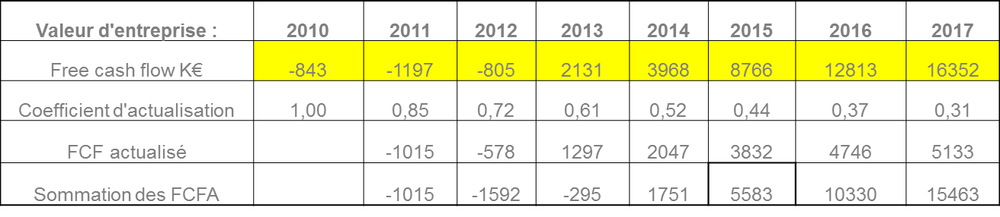 Valeur d'entreprise : 2010 2011 2012 2013 2014 2015 2016 2017
Free cash flow K€ -843 -1197 -805 2131 3968 8766 12813 16352
Coefficient d'actualisation 1,00 0,85 0,72 0,61 0,52 0,44 0,37 0,31
FCF actualisé -1015 -578 1297 2047 3832 4746 5133
Sommation des FCFA -1015 -1592 -295 1751 5583 10330 15463